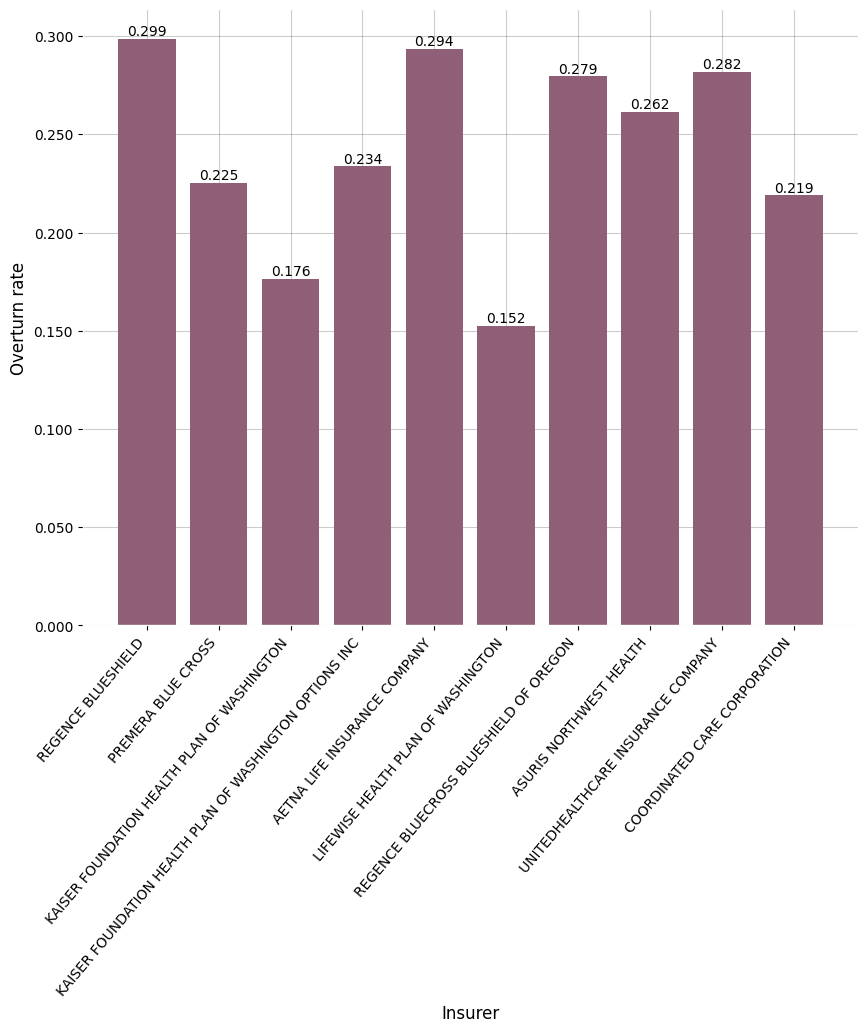 0.299
0.225
0.176
0.234
0.294
0.152
0.279
0.262
0.282
0.219
Overturn rate
0.300
0.250
0.200
0.150
0.100
0.050
0.000
REGENCE BLUESHIELD
PREMERA BLUE CROSS
KAISER FOUNDATION HEALTH PLAN OF WASHINGTON
KAISER FOUNDATION HEALTH PLAN OF WASHINGTON OPTIONS INC
AETNA LIFE INSURANCE COMPANY
LIFEWISE HEALTH PLAN OF WASHINGTON
REGENCE BLUECROSS BLUESHIELD OF OREGON
ASURIS NORTHWEST HEALTH
UNITEDHEALTHCARE INSURANCE COMPANY
COORDINATED CARE CORPORATION
Insurer